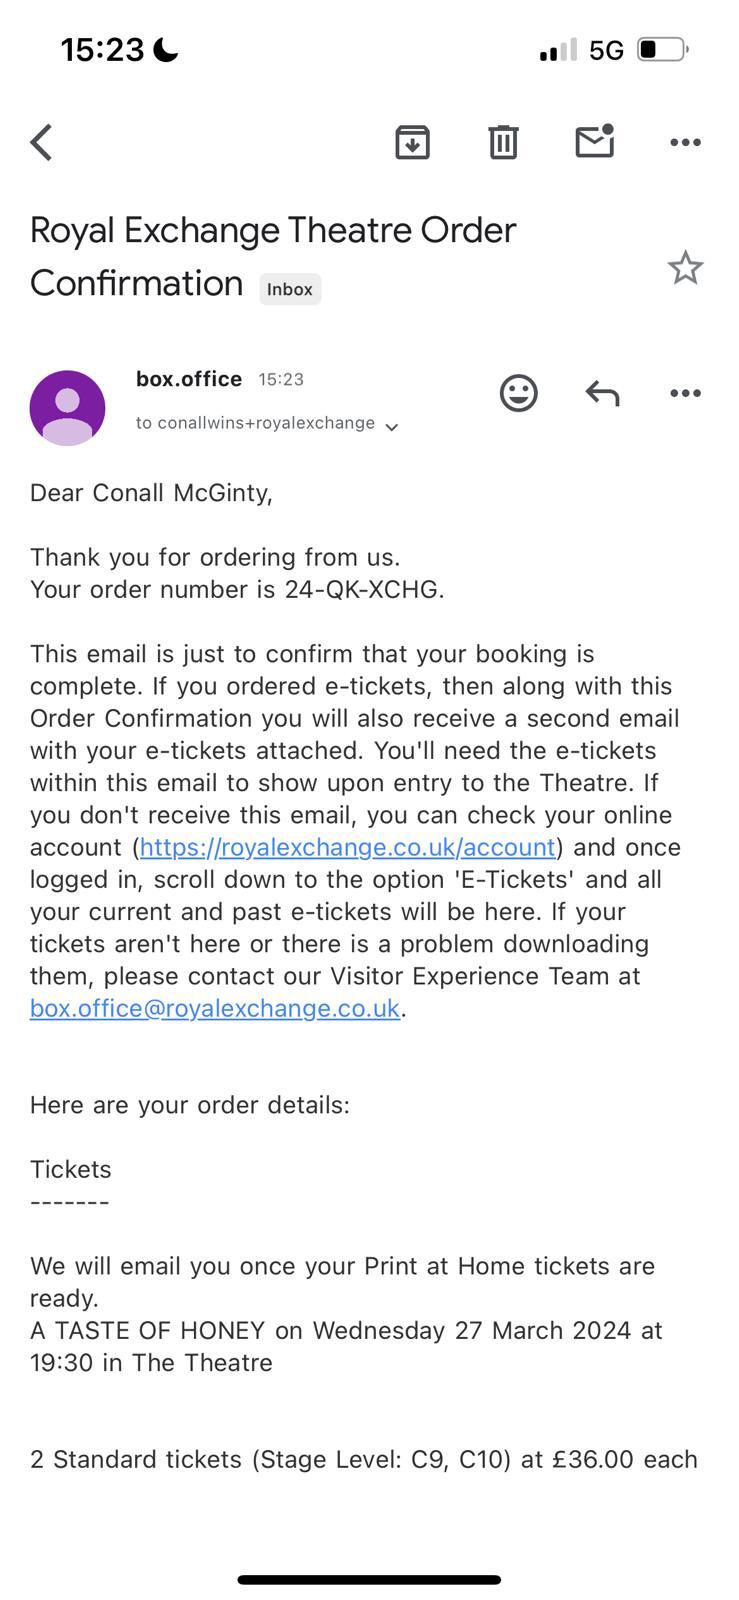 15:23
5G
Royal Exchange Theatre Order
Confirmation Inbox
box.office 15:23
to conallwins+royalexchange
Dear Conall McGinty,
Thank you for ordering from us.
Your order number is 24-QK-XCHG.
This email is just to confirm that your booking is
complete. If you ordered e-tickets, then along with this
Order Confirmation you will also receive a second email
with your e-tickets attached. You'll need the e-tickets
within this email to show upon entry to the Theatre. If
you don't receive this email, you can check your online
account (https://royalexchange.co.uk/account) and once
logged in, scroll down to the option 'E-Tickets' and all
your current and past e-tickets will be here. If your
tickets aren't here or there is a problem downloading
them, please contact our Visitor Experience Team at
box.office@royalexchange.co.uk.
Here are your order details:
Tickets
-------
We will email you once your Print at Home tickets are
ready.
A TASTE OF HONEY on Wednesday 27 March 2024 at
19:30 in The Theatre
2 Standard tickets (Stage Level: C9, C10) at £36.00 each